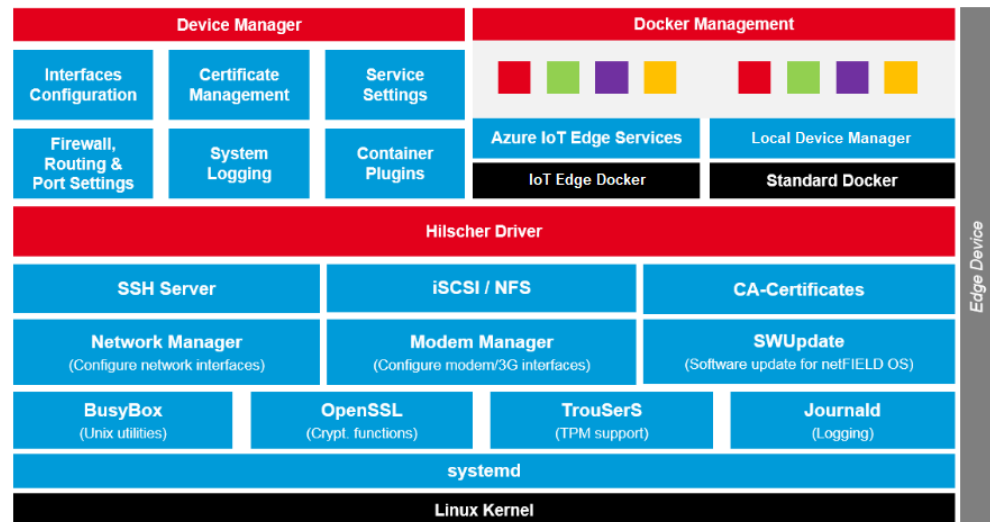 Device Manager
Docker Management
Interfaces
Configuration
Certificate
Management
Service
Settings
Firewall,
Routing &
Port Settings
System
Logging
Container
Plugins
Azure IoT Edge Services
Local Device Manager
IoT Edge Docker
Standard Docker
Hilscher Driver
SSH Server
iSCSI / NFS
CA-Certificates
Network Manager
(Configure network interfaces)
Modem Manager
(Configure modem/3G interfaces)
SWUpdate
(Software update for netFIELD OS)
BusyBox
(Unix utilities)
OpenSSL
(Crypt. functions)
TrouSerS
(TPM support)
Journald
(Logging)
systemd
Linux Kernel
Edge Device